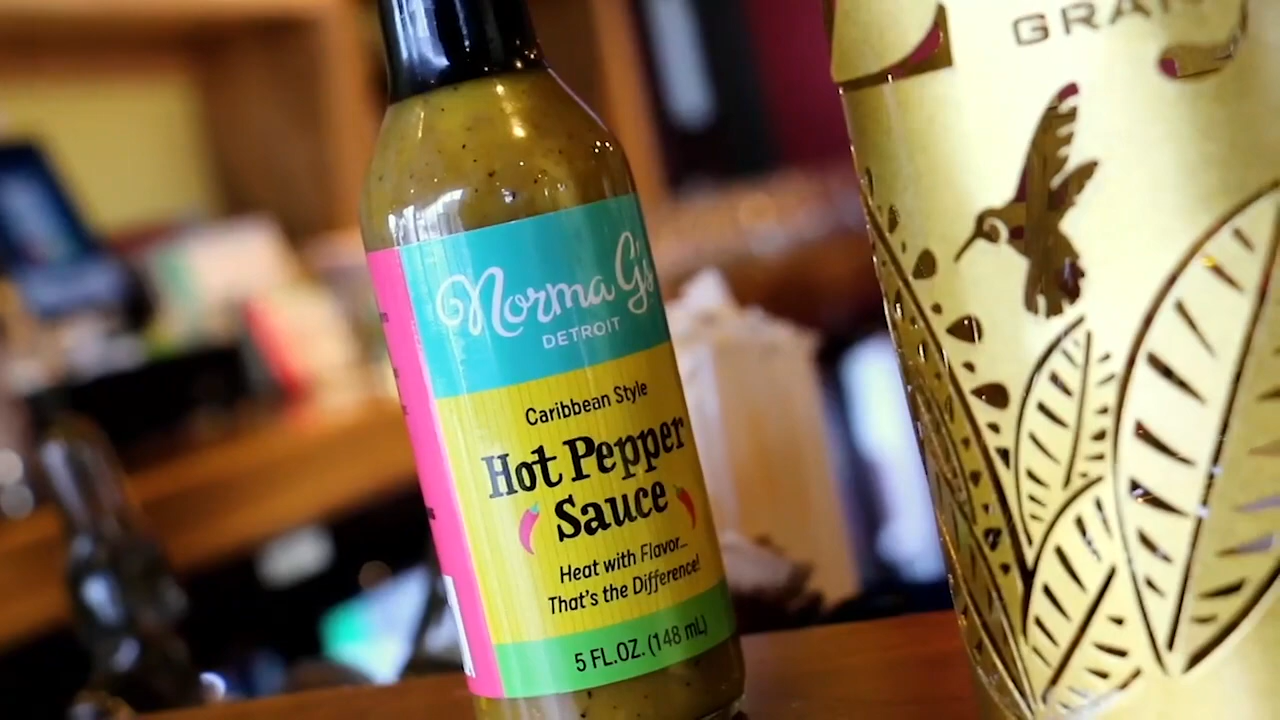 Norma G's
DETROIT
Caribbean Style
Hot Pepper
Sauce
Heat with Flavor...
That's the Difference!
5 FL.OZ. (148 mL)